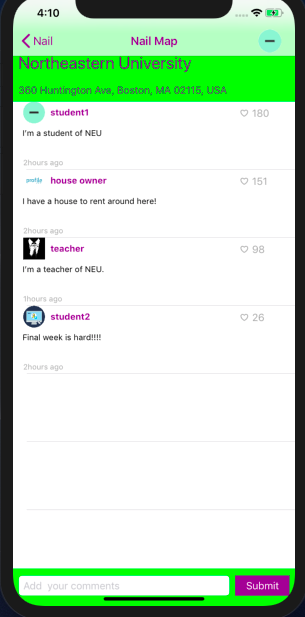 4:10
Nail
Nail Map
Northeastern University
360 Huntington Ave, Boston, MA 02115, USA
student1
180
I'm a student of NEU
2hours ago
profile
house owner
151
I have a house to rent around here!
2hours ago
teacher
98
I'm a teacher of NEU.
1hours ago
student2
26
Final week is hard!!!!
2hours ago
Add  your comments
Submit